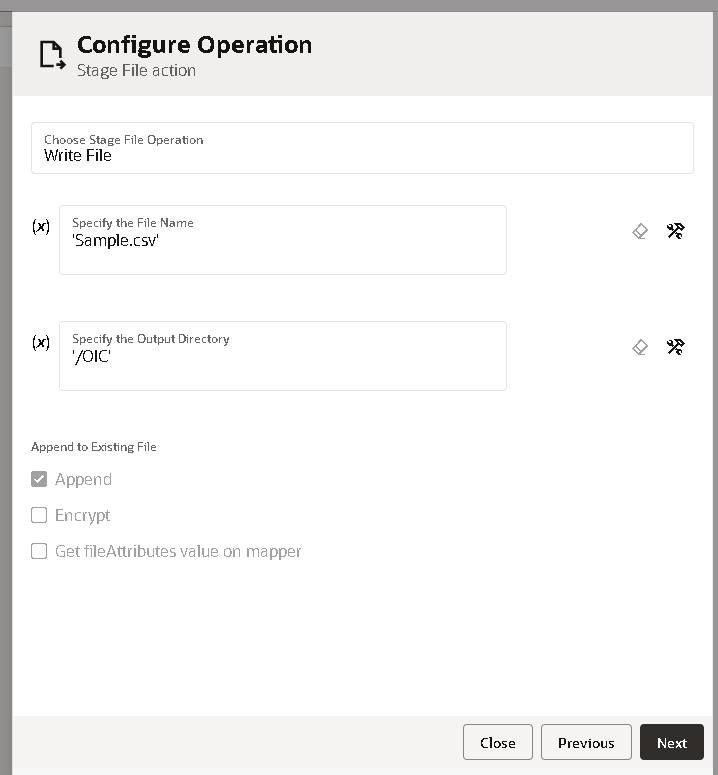 Configure Operation
Stage File action
Choose Stage File Operation
Write File
(x)
Specify the File Name
'Sample.csv'
(x)
Specify the Output Directory
'/OIC'
Append to Existing File
Append
Encrypt
Get fileAttributes value on mapper
Close Previous Next